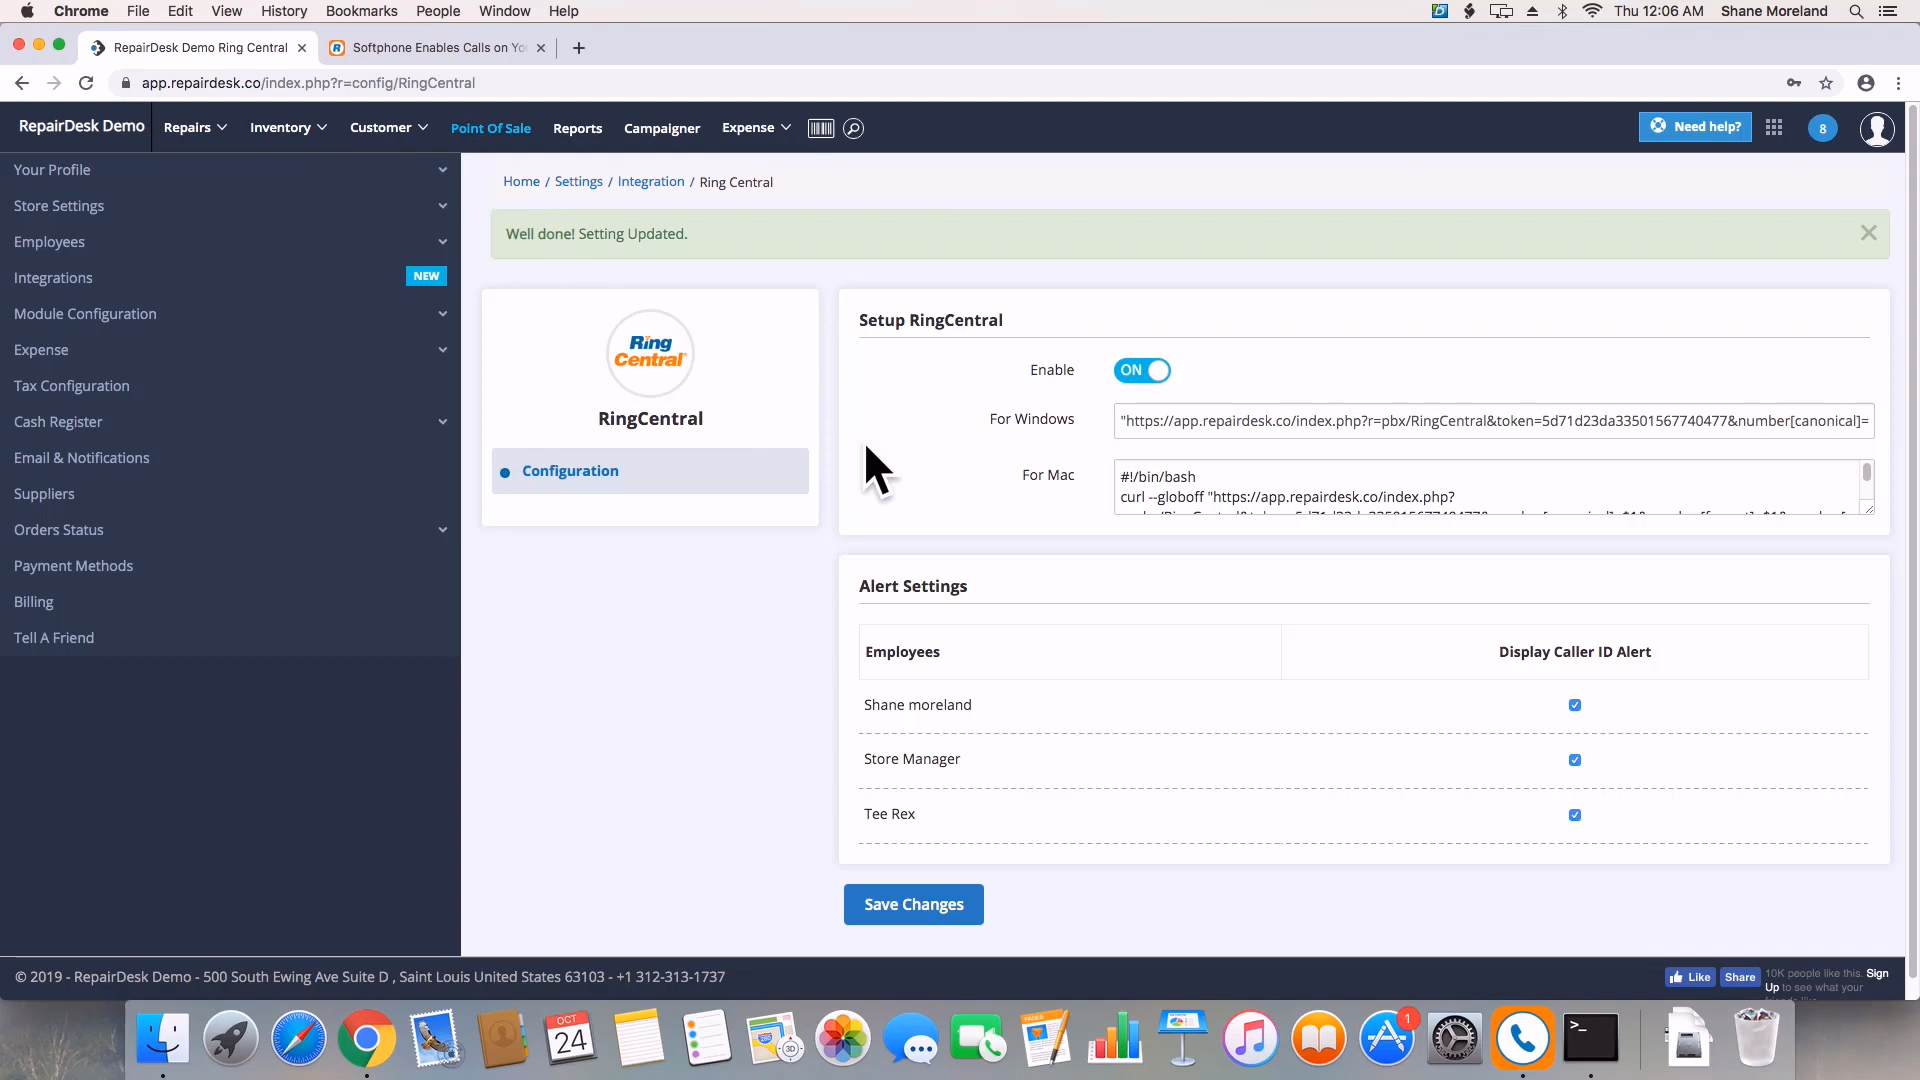 Chrome File Edit View History Bookmarks People Window Help
Thu 12:06 AM Shane Moreland
RepairDesk Demo Ring Central
Softphone Enables Calls on Yo
app.repairdesk.co/index.php?r=config/RingCentral
RepairDesk Demo
Repairs Inventory Customer Point Of Sale Reports Campaigner Expense
Need help?
8
Your Profile
Store Settings
Employees
Integrations NEW
Module Configuration
Expense
Tax Configuration
Cash Register
Email & Notifications
Suppliers
Orders Status
Payment Methods
Billing
Tell A Friend
Home / Settings / Integration / Ring Central
Well done! Setting Updated.
Ring
Central
RingCentral
Configuration
Setup RingCentral
Enable ON
For Windows "https://app.repairdesk.co/index.php?r=pbx/RingCentral&token=5d71d23da33501567740477&number[canonical]=
For Mac #!/bin/bash
curl --globoff "https://app.repairdesk.co/index.php?
Alert Settings
Employees Display Caller ID Alert
Shane moreland
Store Manager
Tee Rex
Save Changes
© 2019 - RepairDesk Demo - 500 South Ewing Ave Suite D , Saint Louis United States 63103 - +1 312-313-1737
Like Share 10K people like this. Sign
Up to see what your
OCT
24
PAGES
1